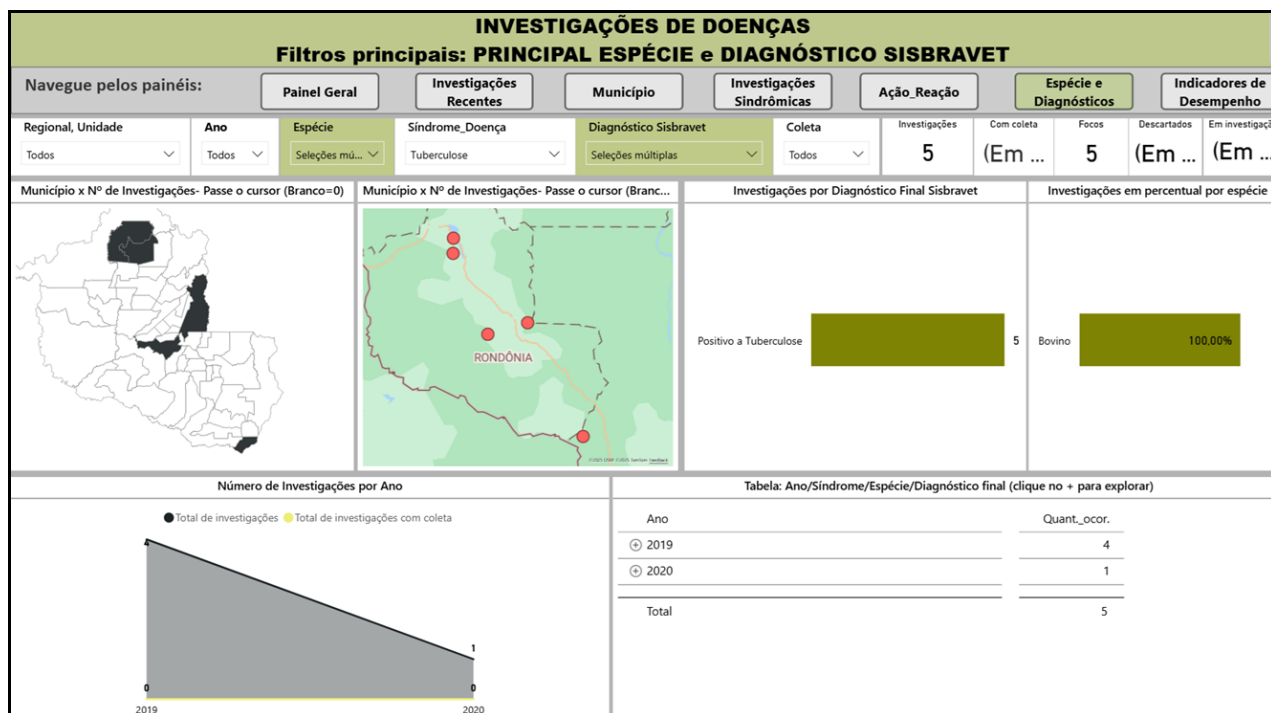 INVESTIGAÇÕES DE DOENÇAS
Filtros principais: PRINCIPAL ESPÉCIE e DIAGNÓSTICO SISBRAVET
Navegue pelos painéis:
Painel Geral
Investigações
Recentes
Município
Investigações
Sindrômicas
Ação_Reação
Espécie e
Diagnósticos
Indicadores de
Desempenho
Regional, Unidade
Todos
Ano
Todos
Espécie
Seleções mú...
Síndrome_Doença
Tuberculose
Diagnóstico Sisbravet
Seleções múltiplas
Coleta
Todos
Investigações
5
Com coleta
(Em ...
Focos
5
Descartados
(Em ...
Em investigaç
(Em ...
Município x Nº de Investigações- Passe o cursor (Branco=0)
Município x Nº de Investigações- Passe o cursor (Branc...
RONDÔNIA
Investigações por Diagnóstico Final Sisbravet
Positivo a Tuberculose
5
Investigações em percentual por espécie
Bovino
100,00%
Número de Investigações por Ano
Total de investigações Total de investigações com coleta
4
1
0
0
2019
2020
Tabela: Ano/Síndrome/Espécie/Diagnóstico final (clique no + para explorar)
Ano Quant._ocor.
2019 4
2020 1
Total 5